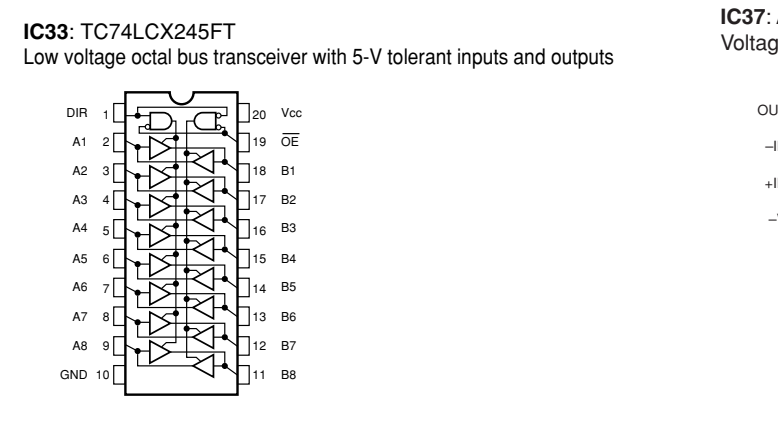 IC33: TC74LCX245FT
Low voltage octal bus transceiver with 5-V tolerant inputs and outputs
DIR 1 20 Vcc
A1 2 19 OE
A2 3 18 B1
A3 4 17 B2
A4 5 16 B3
A5 6 15 B4
A6 7 14 B5
A7 8 13 B6
A8 9 12 B7
GND 10 11 B8
IC37: